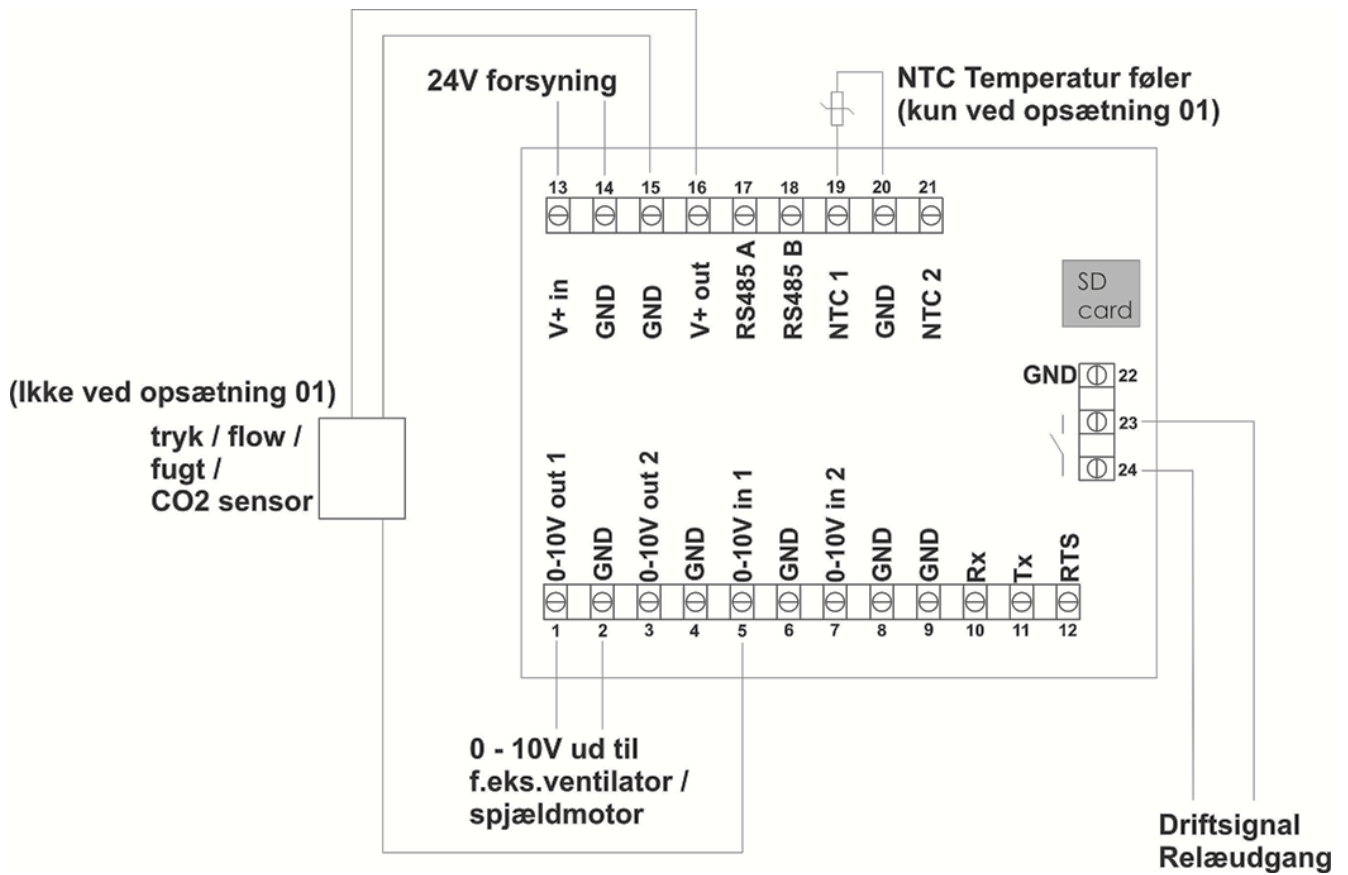 24V forsyning
NTC Temperatur føler
(kun ved opsætning 01)
13 14 15 16 17 18 19 20 21
V+ in
GND
GND
V+ out
RS485 A
RS485 B
NTC 1
GND
NTC 2
SD
card
GND 22
23
24
(Ikke ved opsætning 01)
tryk / flow /
fugt /
CO2 sensor
0-10V out 1
GND
0-10V out 2
GND
0-10V in 1
GND
0-10V in 2
GND
GND
Rx
Tx
RTS
1 2 3 4 5 6 7 8 9 10 11 12
0 - 10V ud til
f.eks.ventilator /
spjældmotor
Driftsignal
Relæudgang